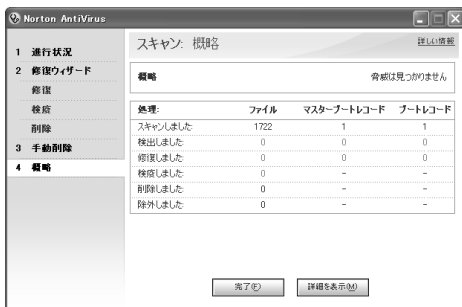 Norton AntiVirus
1 進行状況
2 修復ウィザード
修復
検疫
削除
3 手動削除
4 概略
スキャン: 概略
詳しい情報
概略 脅威は見つかりません
処理: ファイル マスターブートレコード ブートレコード
スキャンしました: 1722 1 1
検出しました: 0 0 0
修復しました: 0 0 0
検疫しました: 0 - -
削除しました: 0 - -
除外しました: 0 - -
完了(F) 詳細を表示(M)